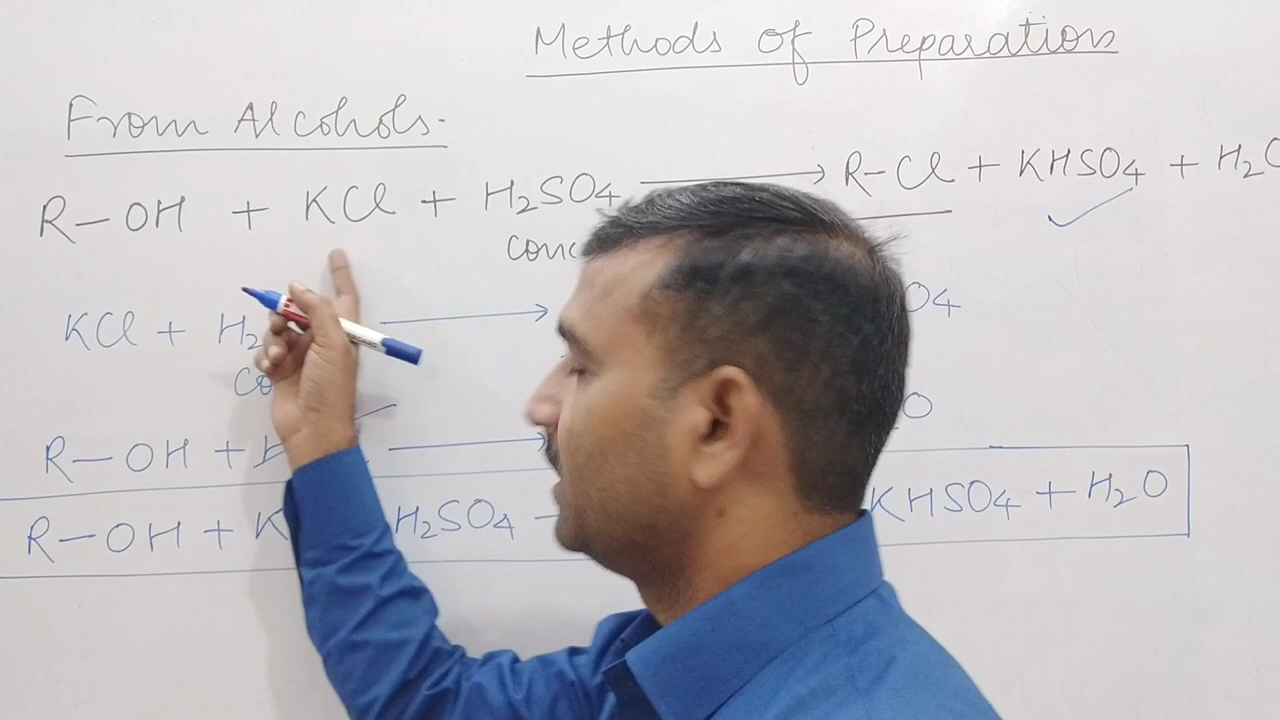 Methods of Preparation
From Alcohols.
R-OH + KCl + H2SO4 → R-Cl + KHSO4 + H2O
conc
KCl + H2 → O4
co
R-OH + → O
R-OH + K H2SO4 - KHSO4 + H2O